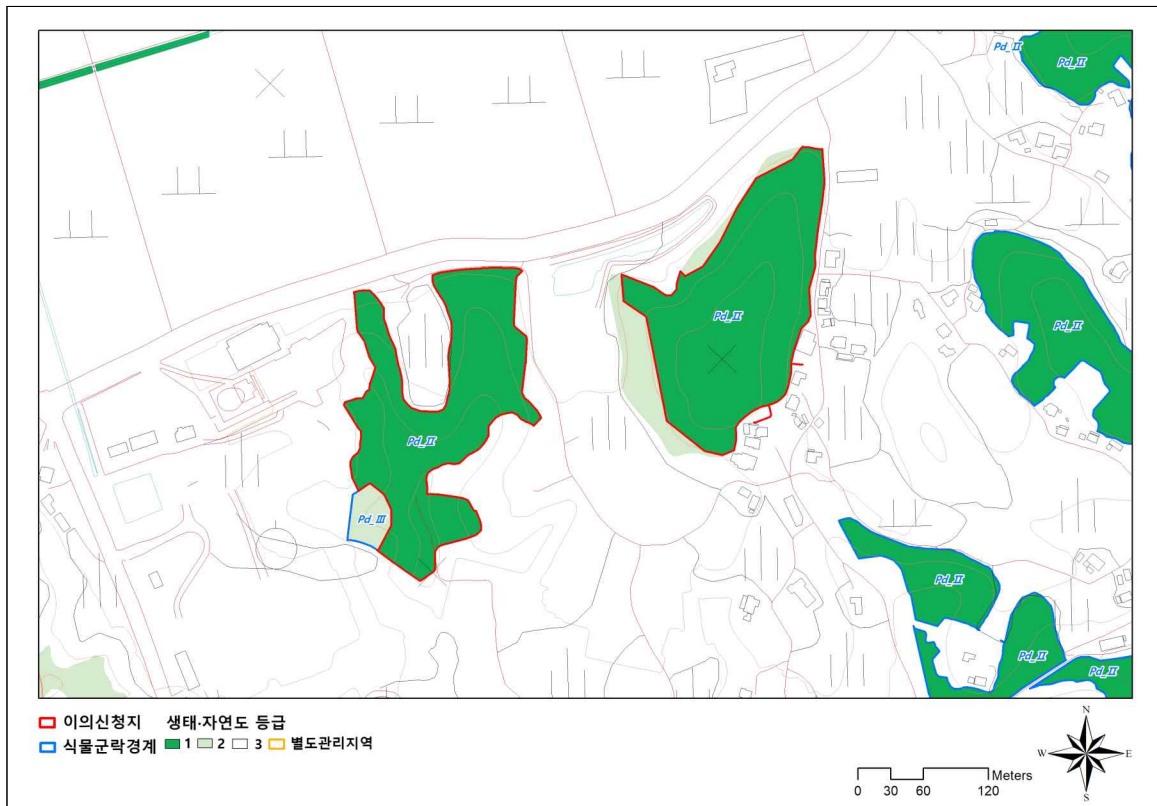 Pd_Ⅱ
Pd_Ⅱ
Pd_Ⅱ
Pd_Ⅱ
Pd_Ⅱ
Pd_Ⅲ
Pd_Ⅱ
Pd_Ⅱ
Pd_Ⅱ
이의신청지 생태·자연도 등급
식물군락경계 1 2 3 별도관리지역
N
W E
S
Meters
0 30 60 120